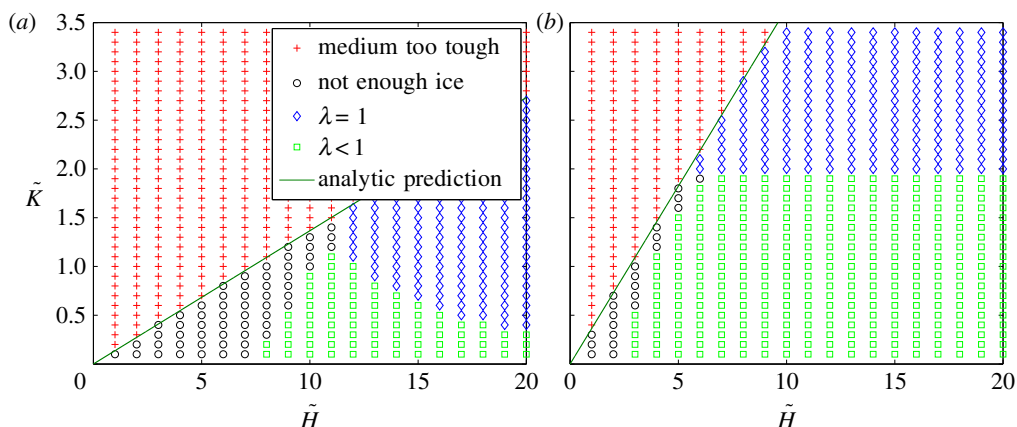 (a)
(b)
3.5
3.0
2.5
2.0
1.5
1.0
0.5
K̃
medium too tough
not enough ice
λ = 1
λ < 1
analytic prediction
0 5 10 15 20
0 5 10 15 20
H̃
H̃